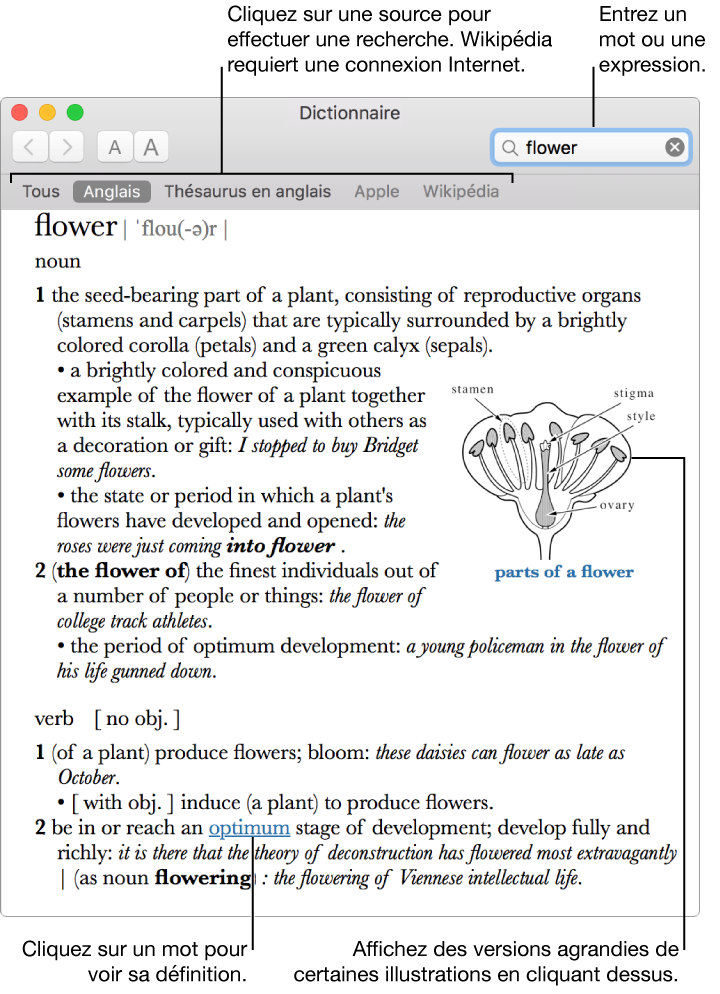 Cliquez sur une source pour
effectuer une recherche. Wikipédia
requiert une connexion Internet.
Entrez un
mot ou une
expression.
Dictionnaire
A A
flower
Tous Anglais Thésaurus en anglais Apple Wikipédia
flower | ˈflou(-ə)r |
noun
1 the seed-bearing part of a plant, consisting of reproductive organs
(stamens and carpels) that are typically surrounded by a brightly
colored corolla (petals) and a green calyx (sepals).
• a brightly colored and conspicuous
example of the flower of a plant together
with its stalk, typically used with others as
a decoration or gift: I stopped to buy Bridget
some flowers.
• the state or period in which a plant's
flowers have developed and opened: the
roses were just coming into flower .
stamen
stigma
style
ovary
parts of a flower
2 (the flower of) the finest individuals out of
a number of people or things: the flower of
college track athletes.
• the period of optimum development: a young policeman in the flower of
his life gunned down.
verb [ no obj. ]
1 (of a plant) produce flowers; bloom: these daisies can flower as late as
October.
• [ with obj. ] induce (a plant) to produce flowers.
2 be in or reach an optimum stage of development; develop fully and
richly: it is there that the theory of deconstruction has flowered most extravagantly
| (as noun flowering) : the flowering of Viennese intellectual life.
Cliquez sur un mot pour
voir sa définition.
Affichez des versions agrandies de
certaines illustrations en cliquant dessus.